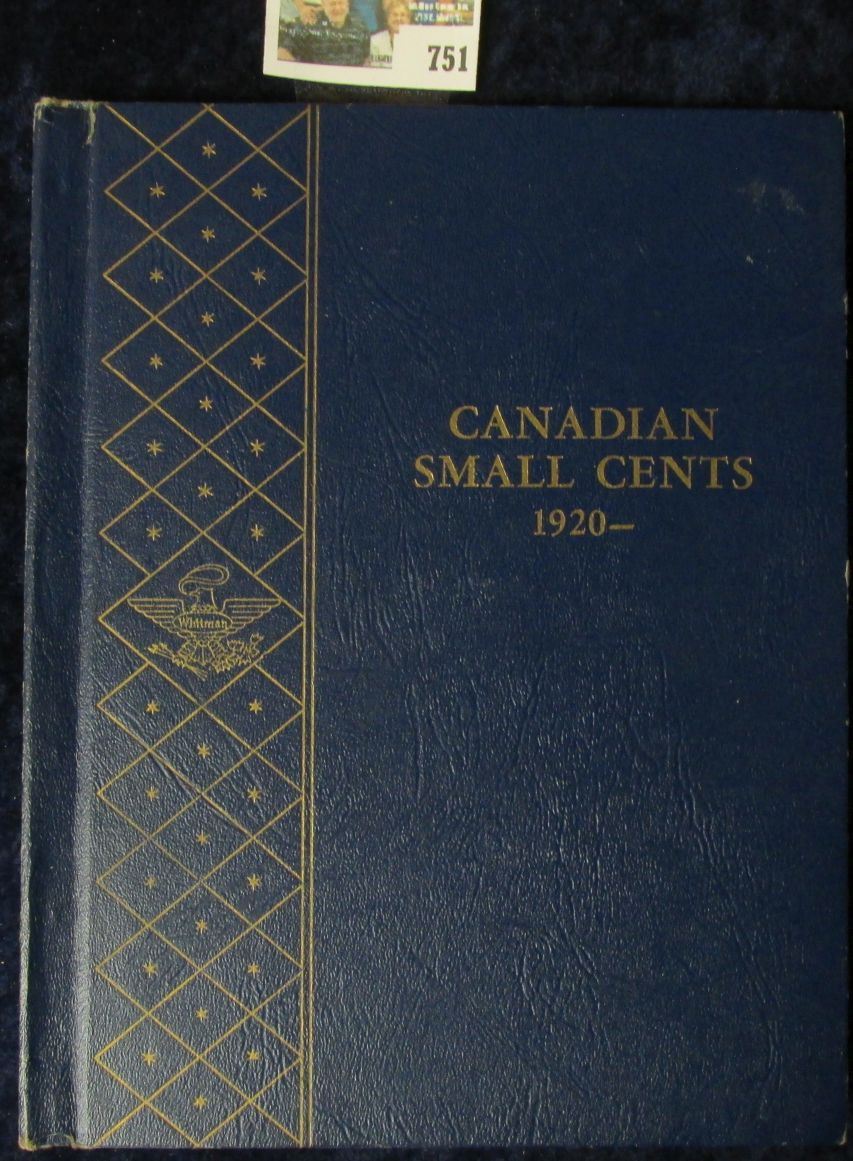 751
CANADIAN
SMALL CENTS
1920—
Whitman